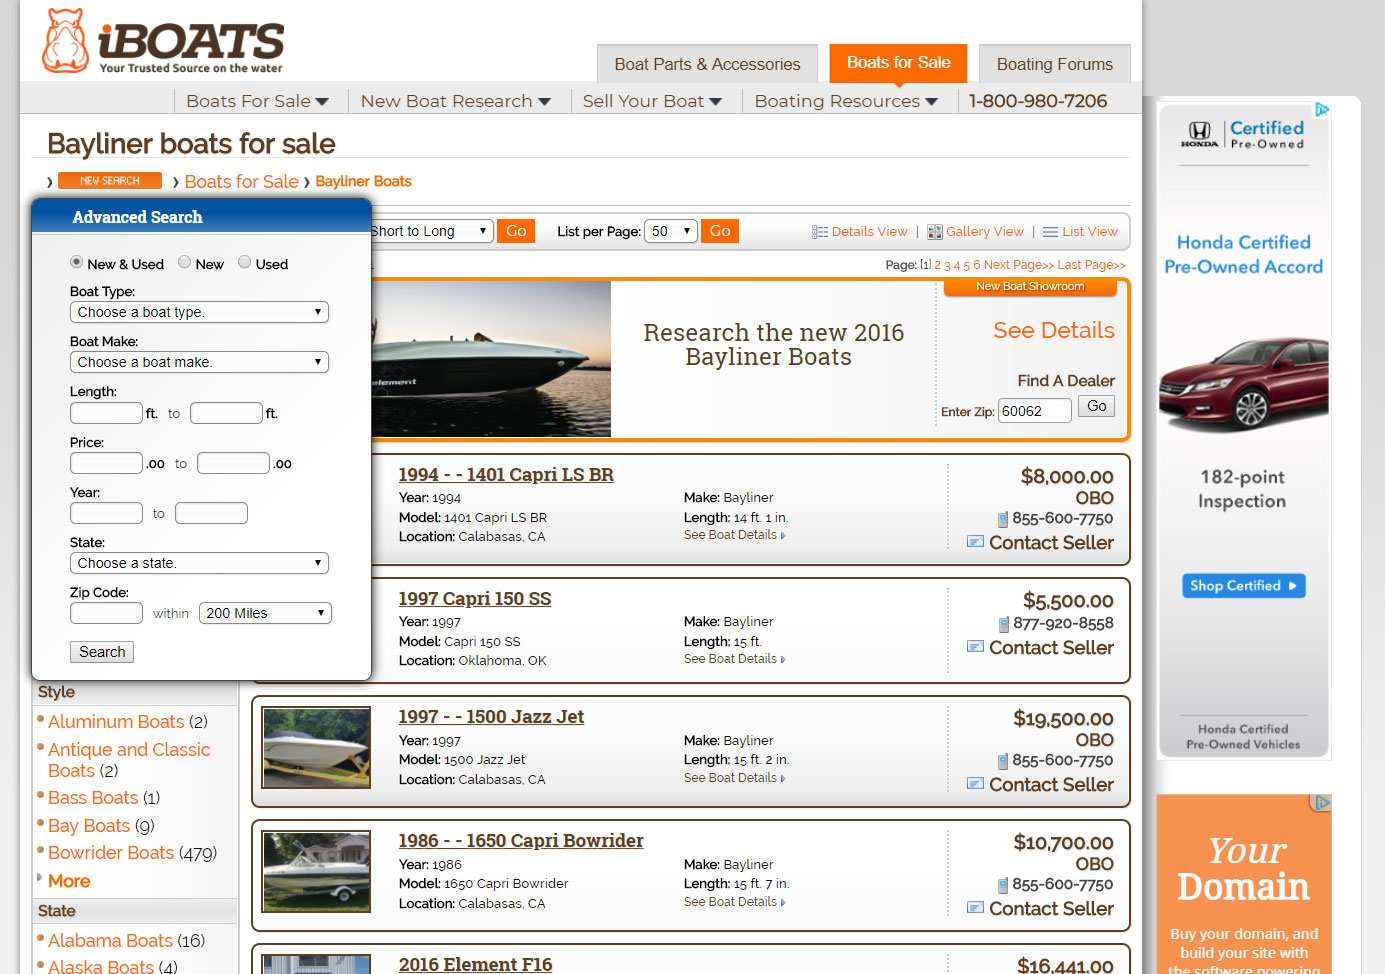 iBOATS
Your Trusted Source on the water
Boat Parts & Accessories
Boats for Sale
Boating Forums
Boats For Sale
New Boat Research
Sell Your Boat
Boating Resources
1-800-980-7206
Bayliner boats for sale
NEW SEARCH
Boats for Sale
Bayliner Boats
Advanced Search
New & Used New Used
Boat Type:
Choose a boat type.
Boat Make:
Choose a boat make.
Length:
ft. to ft.
Price:
.00 to .00
Year:
to
State:
Choose a state.
Zip Code:
within 200 Miles
Search
Short to Long Go List per Page: 50 Go
Details View | Gallery View | List View
Page: [1] 2 3 4 5 6 Next Page>> Last Page>>
element
Research the new 2016
Bayliner Boats
New Boat Showroom
See Details
Find A Dealer
Enter Zip: 60062 Go
1994 - - 1401 Capri LS BR
Year: 1994
Model: 1401 Capri LS BR
Location: Calabasas, CA
Make: Bayliner
Length: 14 ft. 1 in.
See Boat Details
$8,000.00
OBO
855-600-7750
Contact Seller
1997 Capri 150 SS
Year: 1997
Model: Capri 150 SS
Location: Oklahoma, OK
Make: Bayliner
Length: 15 ft.
See Boat Details
$5,500.00
877-920-8558
Contact Seller
1997 - - 1500 Jazz Jet
Year: 1997
Model: 1500 Jazz Jet
Location: Calabasas, CA
Make: Bayliner
Length: 15 ft. 2 in.
See Boat Details
$19,500.00
OBO
855-600-7750
Contact Seller
1986 - - 1650 Capri Bowrider
Year: 1986
Model: 1650 Capri Bowrider
Location: Calabasas, CA
Make: Bayliner
Length: 15 ft. 7 in.
See Boat Details
$10,700.00
OBO
855-600-7750
Contact Seller
2016 Element F16
$16,441.00
Style
Aluminum Boats (2)
Antique and Classic
Boats (2)
Bass Boats (1)
Bay Boats (9)
Bowrider Boats (479)
More
State
Alabama Boats (16)
Alaska Boats (4)
HONDA
Certified
Pre-Owned
Honda Certified
Pre-Owned Accord
182-point
Inspection
Shop Certified
Honda Certified
Pre-Owned Vehicles
Your
Domain
Buy your domain, and
build your site with
the software powering